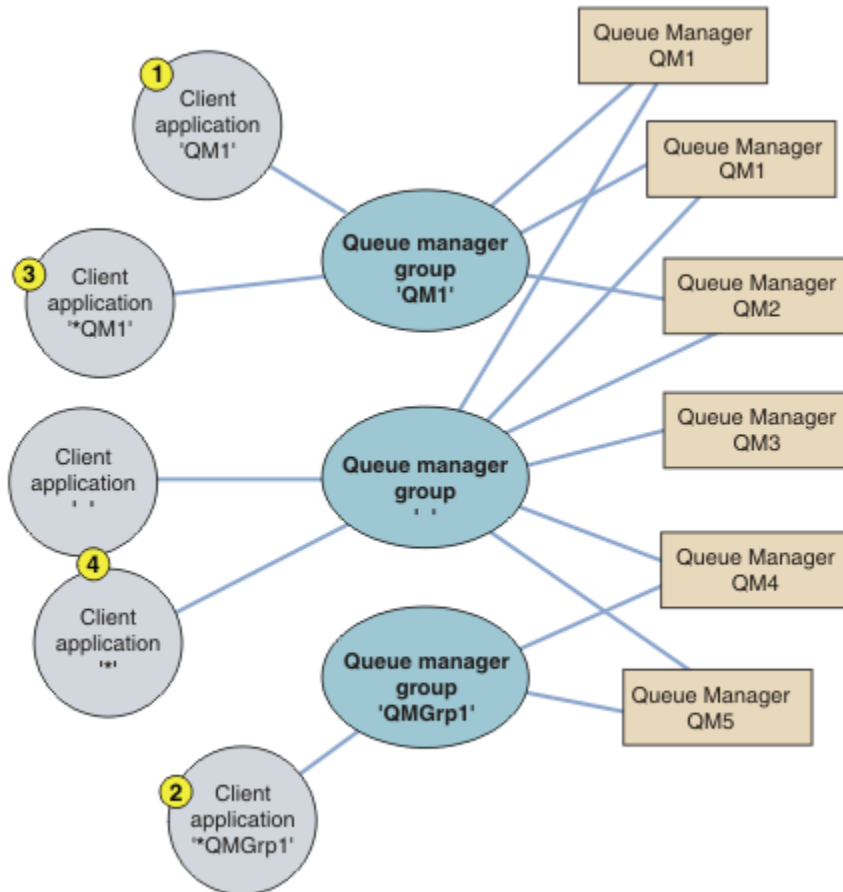 1
Client
application
'QM1'
3
Client
application
'*QM1'
Client
application
' '
4
Client
application
'*'
2
Client
application
'*QMGrp1'
Queue manager
group
'QM1'
Queue manager
group
' '
Queue manager
group
'QMGrp1'
Queue Manager
QM1
Queue Manager
QM1
Queue Manager
QM2
Queue Manager
QM3
Queue Manager
QM4
Queue Manager
QM5